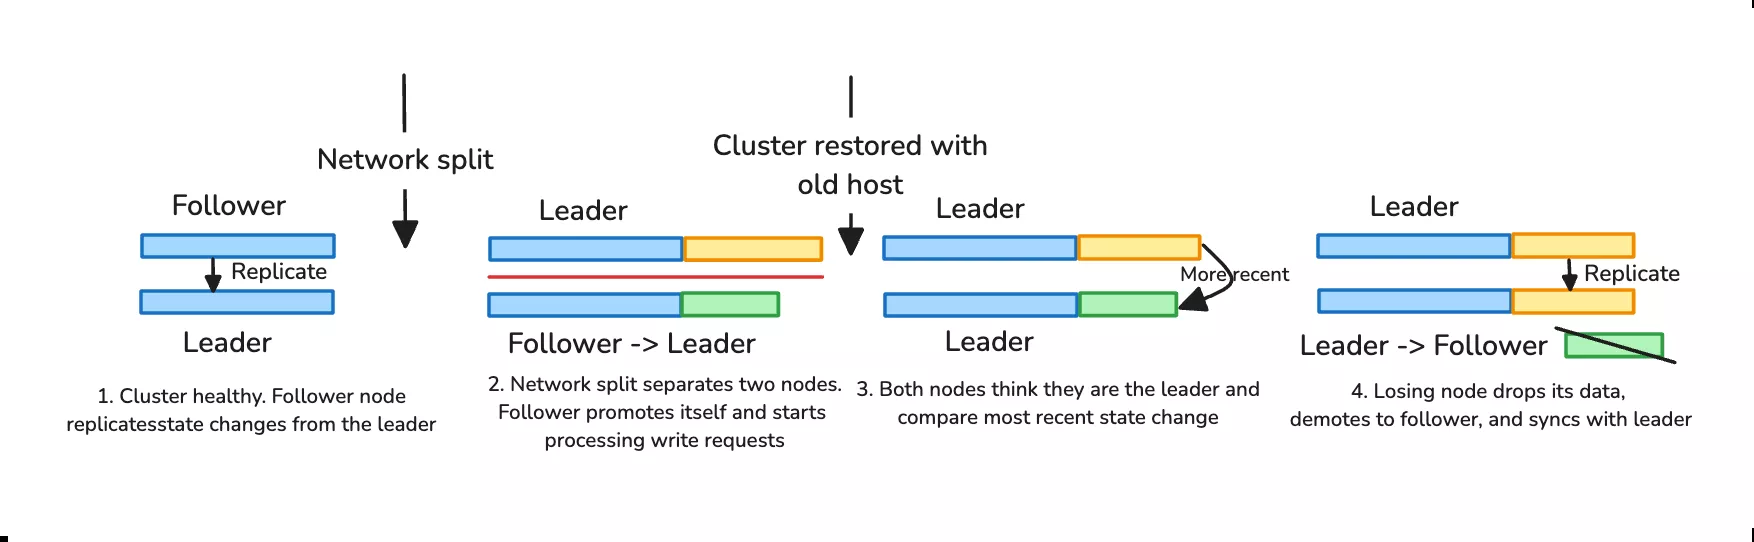 Network split
Follower
Replicate
Leader
1. Cluster healthy. Follower node
replicatesstate changes from the leader
Leader
Follower -> Leader
2. Network split separates two nodes.
Follower promotes itself and starts
processing write requests
Cluster restored with
old host
Leader
More recent
Leader
3. Both nodes think they are the leader and
compare most recent state change
Leader
Replicate
Leader -> Follower
4. Losing node drops its data,
demotes to follower, and syncs with leader